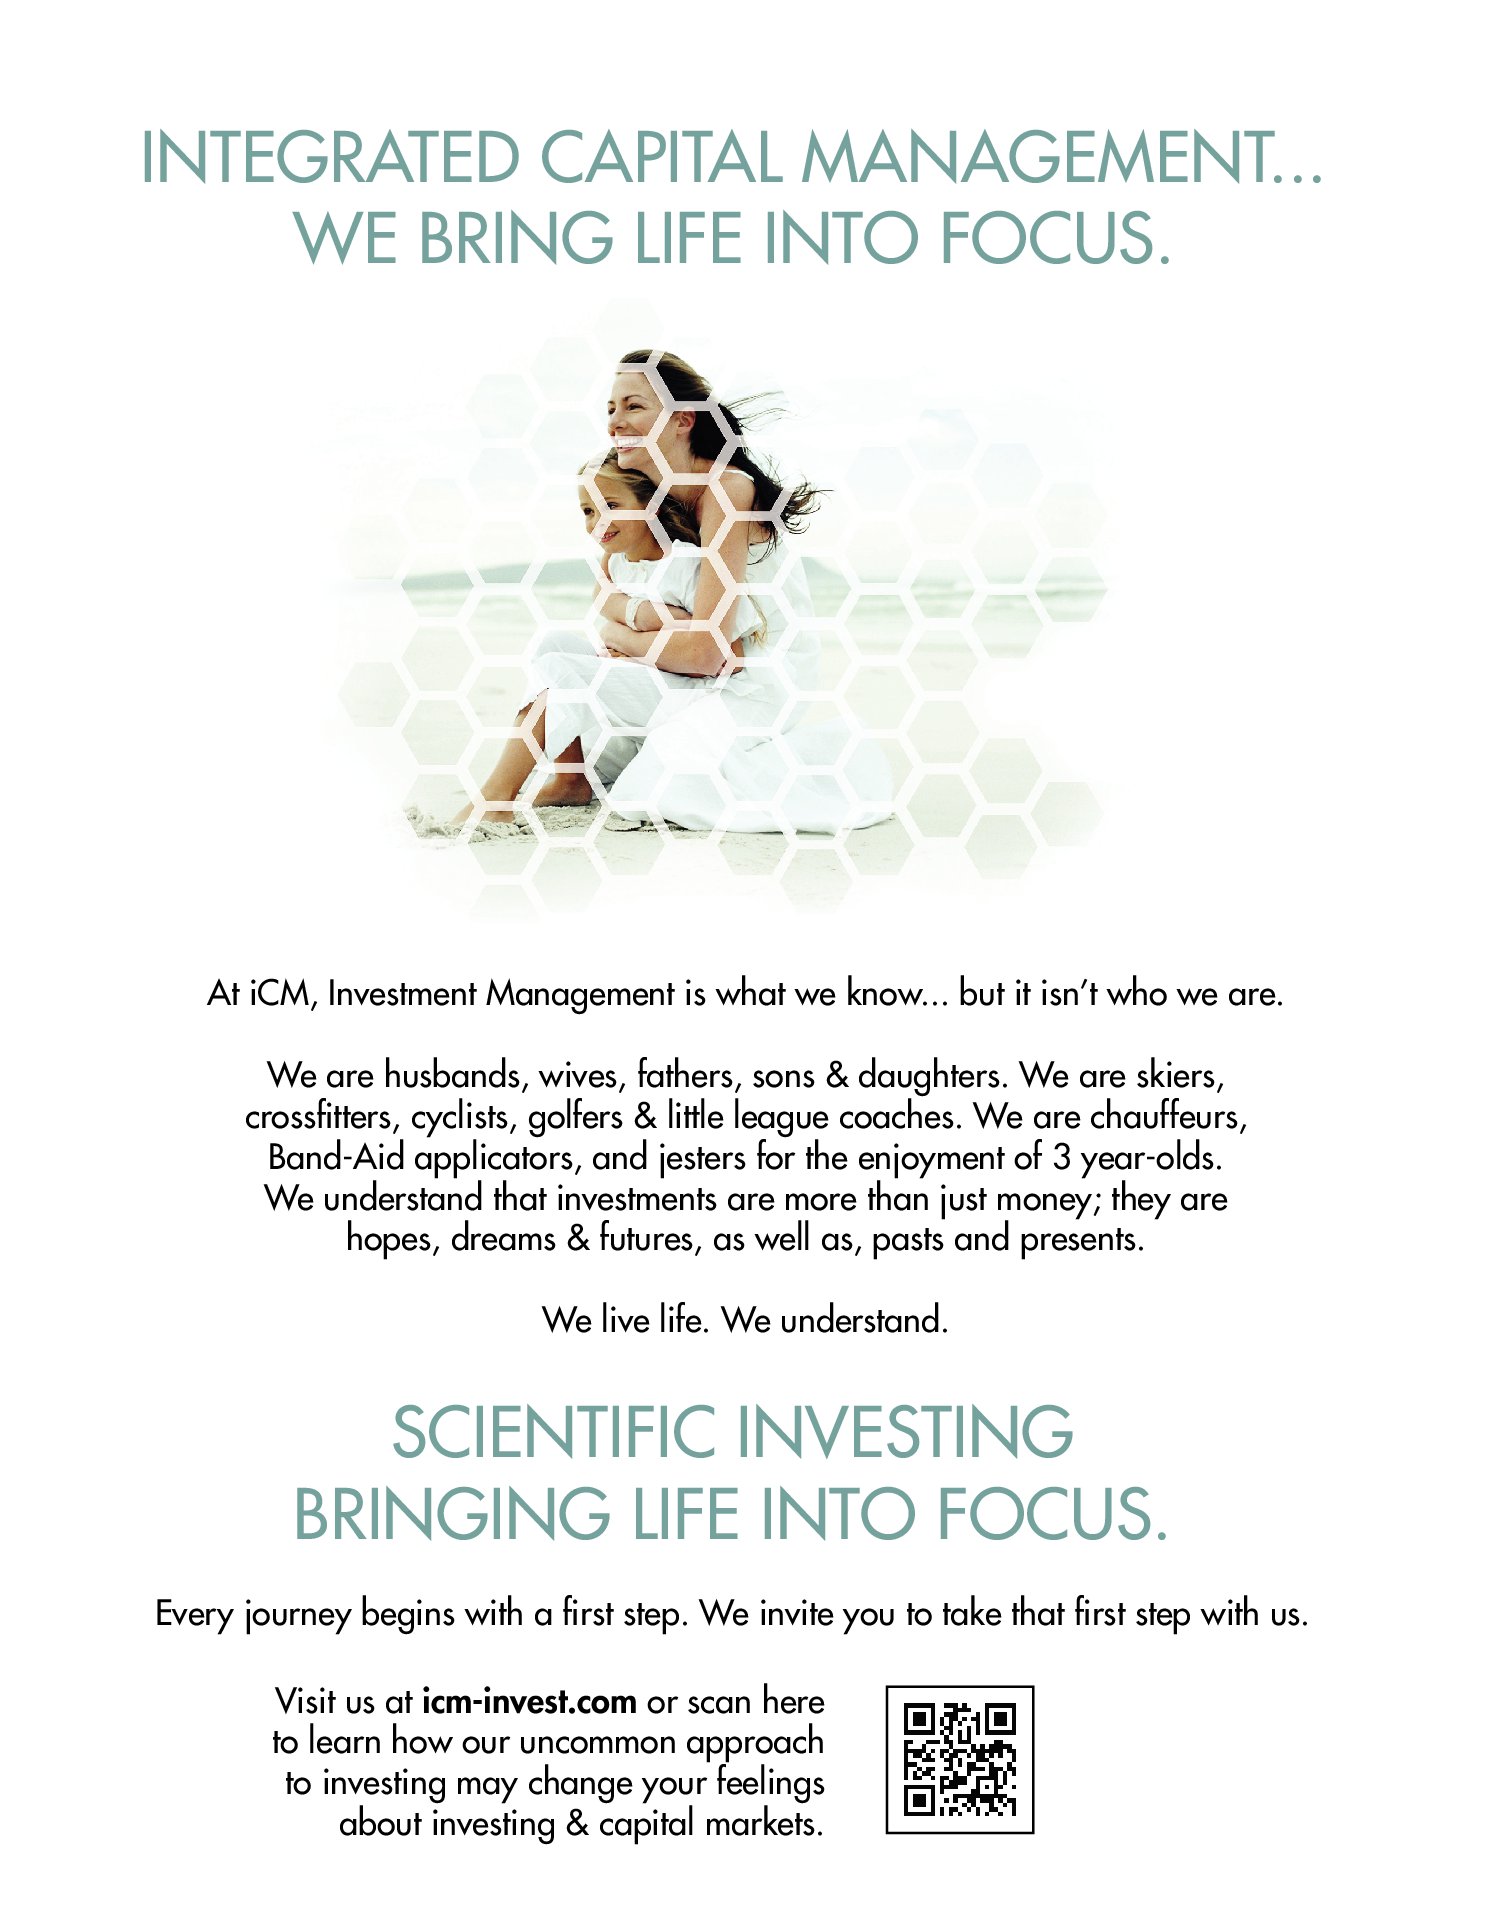 INTEGRATED CAPITAL MANAGEMENT...
WE BRING LIFE INTO FOCUS.
At iCM, Investment Management is what we know... but it isn’t who we are.
We are husbands, wives, fathers, sons & daughters. We are skiers,
crossfitters, cyclists, golfers & little league coaches. We are chauffeurs,
Band-Aid applicators, and jesters for the enjoyment of 3 year-olds.
We understand that investments are more than just money; they are
hopes, dreams & futures, as well as, pasts and presents.
We live life. We understand.
SCIENTIFIC INVESTING
BRINGING LIFE INTO FOCUS.
Every journey begins with a first step. We invite you to take that first step with us.
Visit us at icm-invest.com or scan here
to learn how our uncommon approach
to investing may change your feelings
about investing & capital markets.